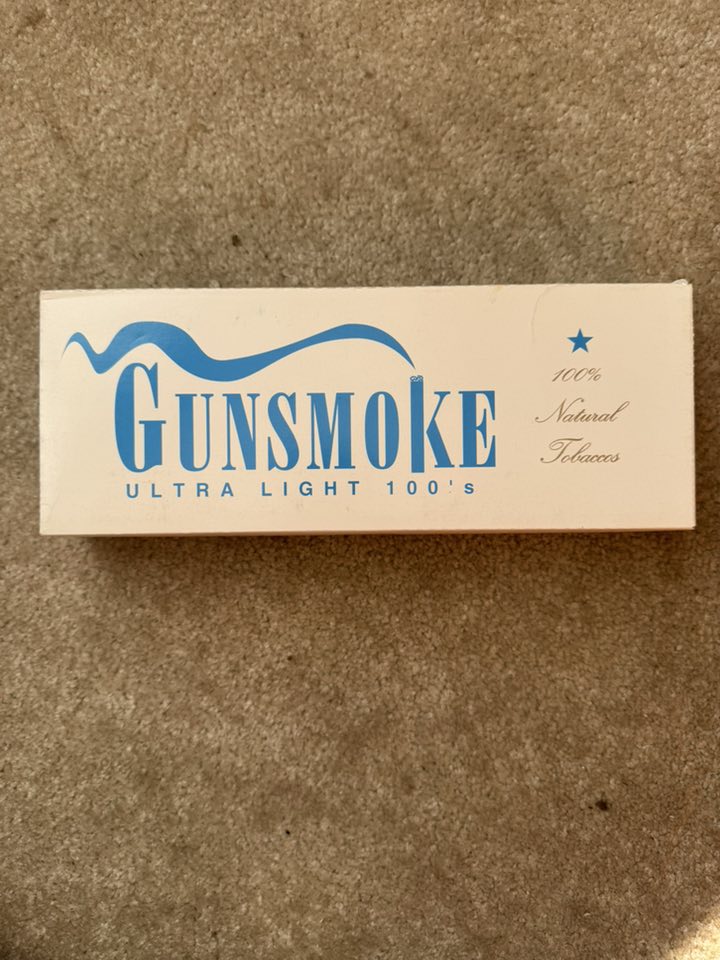 GUNSMOKE
ULTRA LIGHT 100's
100%
Natural
Tobaccos